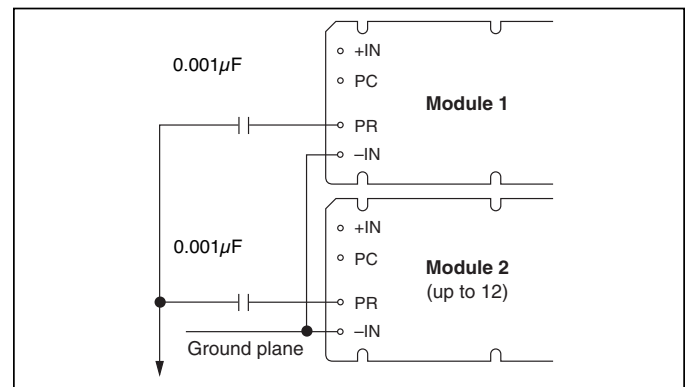 0.001µF
+IN
PC
Module 1
PR
–IN
0.001µF
+IN
PC
Module 2
(up to 12)
PR
–IN
Ground plane